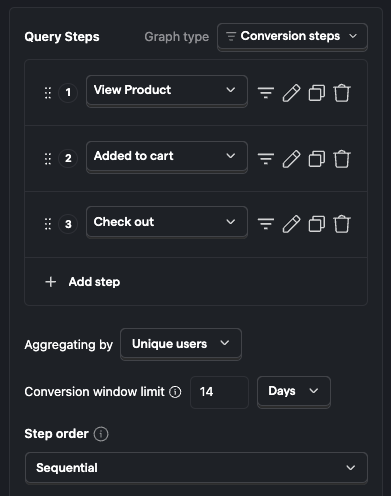 Query Steps Graph type Conversion steps
1 View Product
2 Added to cart
3 Check out
+ Add step
Aggregating by Unique users
Conversion window limit 14 Days
Step order
Sequential